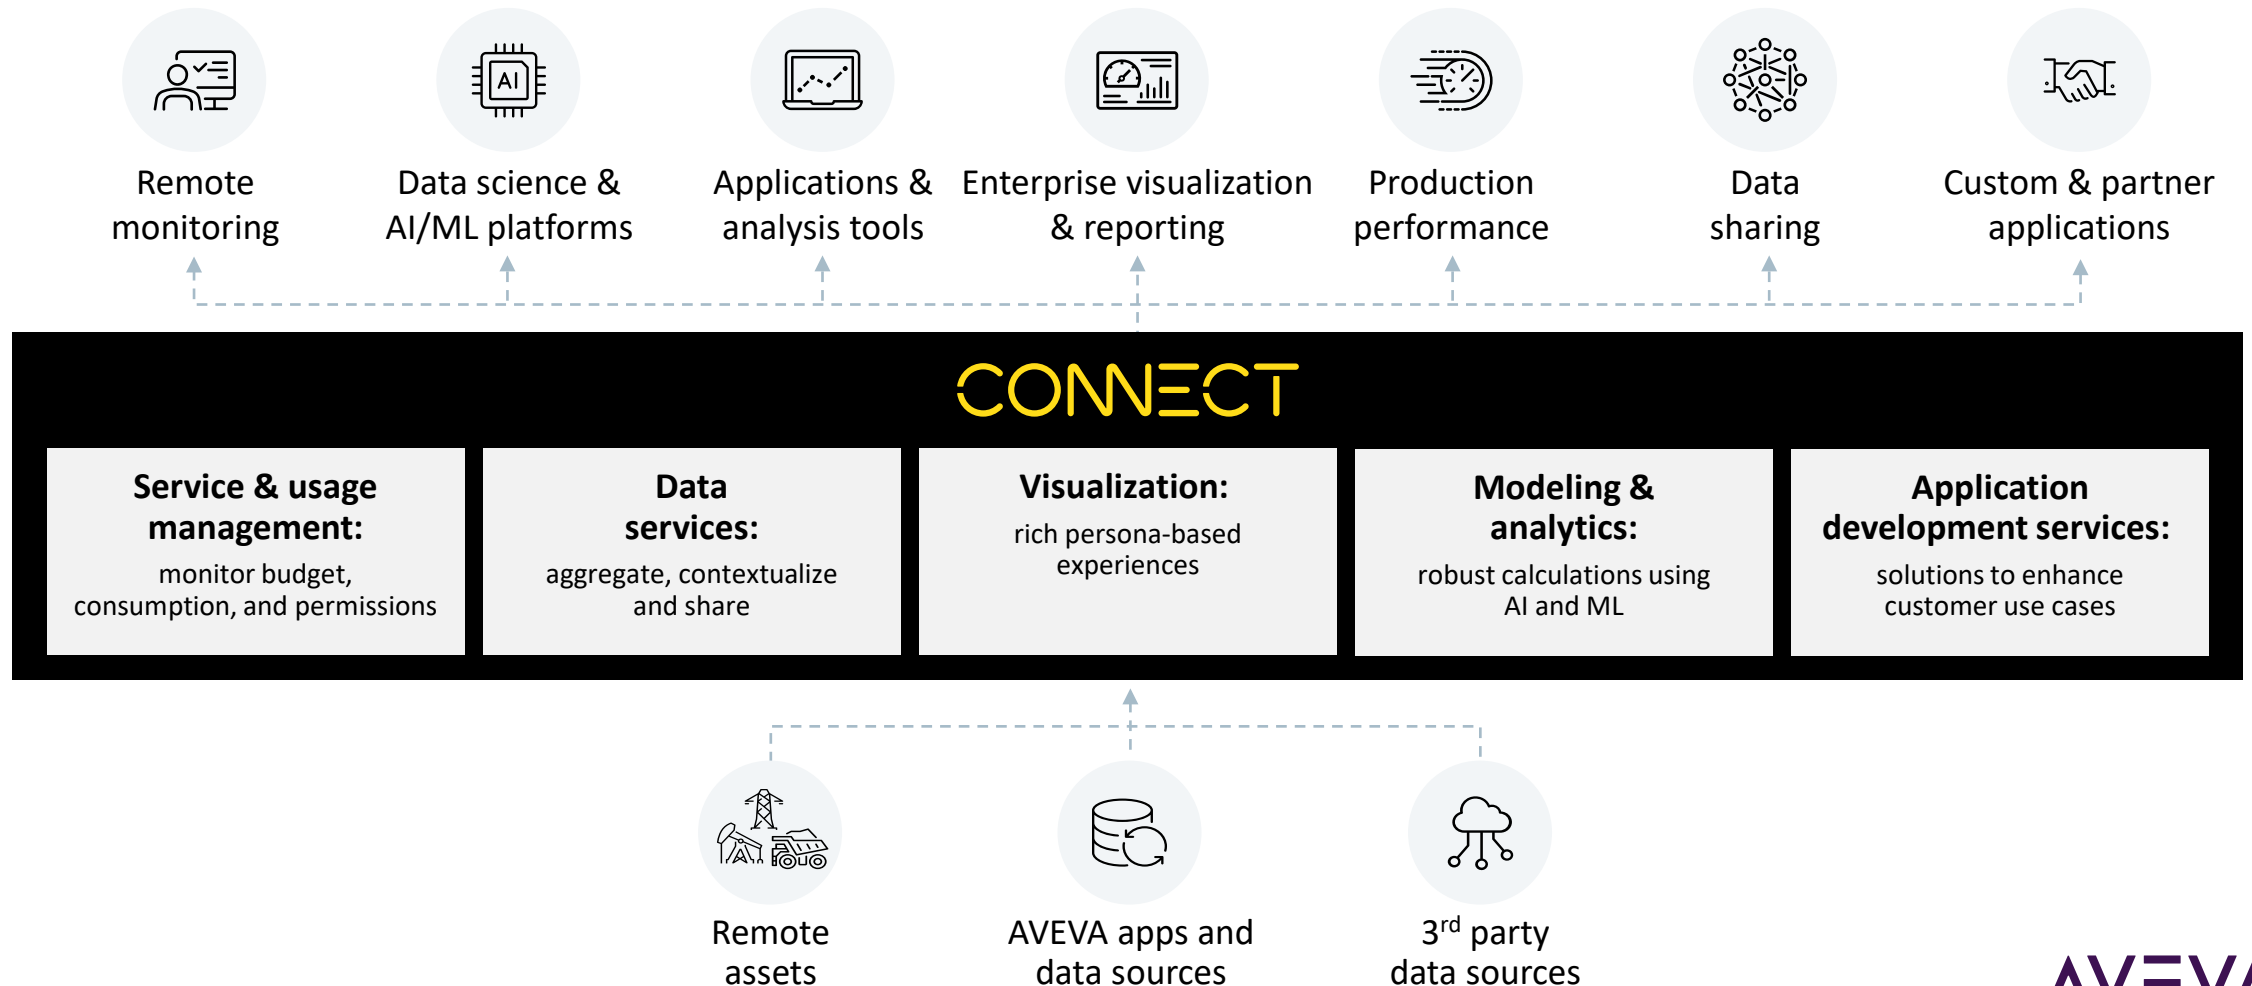 AI
Remote
monitoring
Data science &
AI/ML platforms
Applications &
analysis tools
Enterprise visualization
& reporting
Production
performance
Data
sharing
Custom & partner
applications
CONNECT
Service & usage
management:
monitor budget,
consumption, and permissions
Data
services:
aggregate, contextualize
and share
Visualization:
rich persona-based
experiences
Modeling &
analytics:
robust calculations using
AI and ML
Application
development services:
solutions to enhance
customer use cases
Remote
assets
AVEVA apps and
data sources
3rd party
data sources
AVEVA